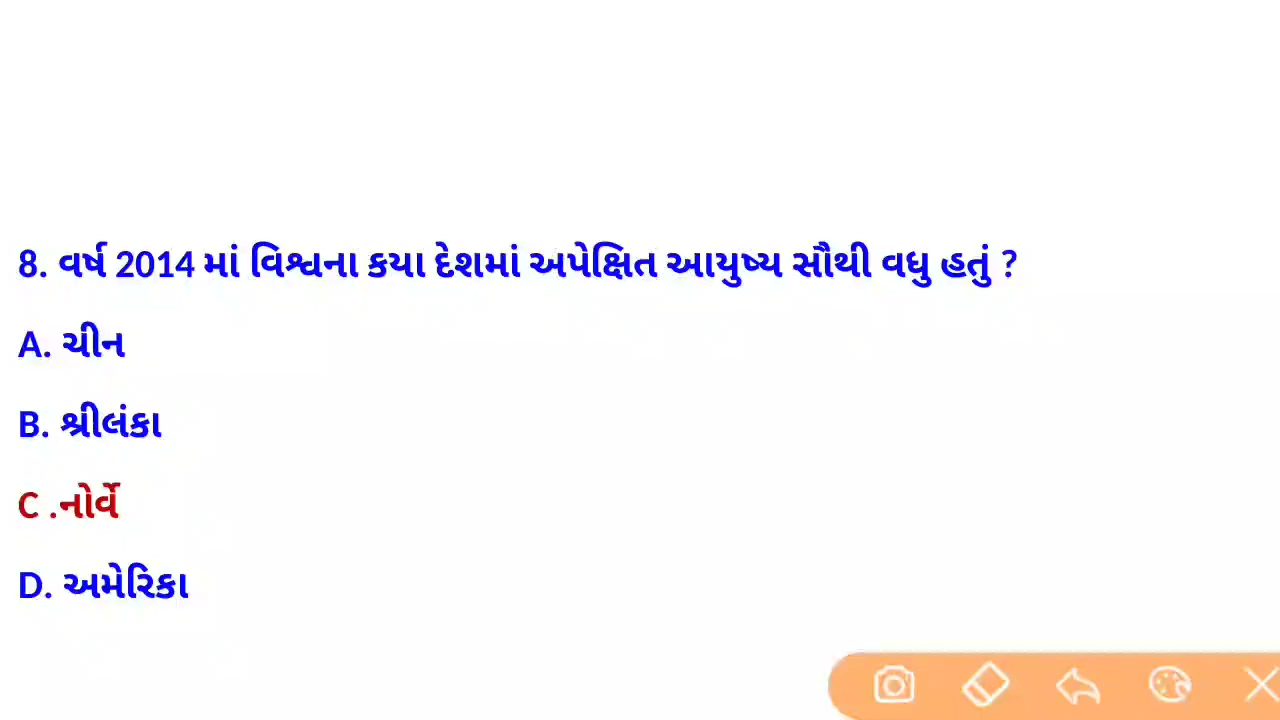 8. વર્ષ 2014 માં વિશ્વના કયા દેશમાં અપેક્ષિત આયુષ્ય સૌથી વધુ હતું ?
A. ચીન
B. શ્રીલંકા
C .નોર્વે
D. અમેરિકા